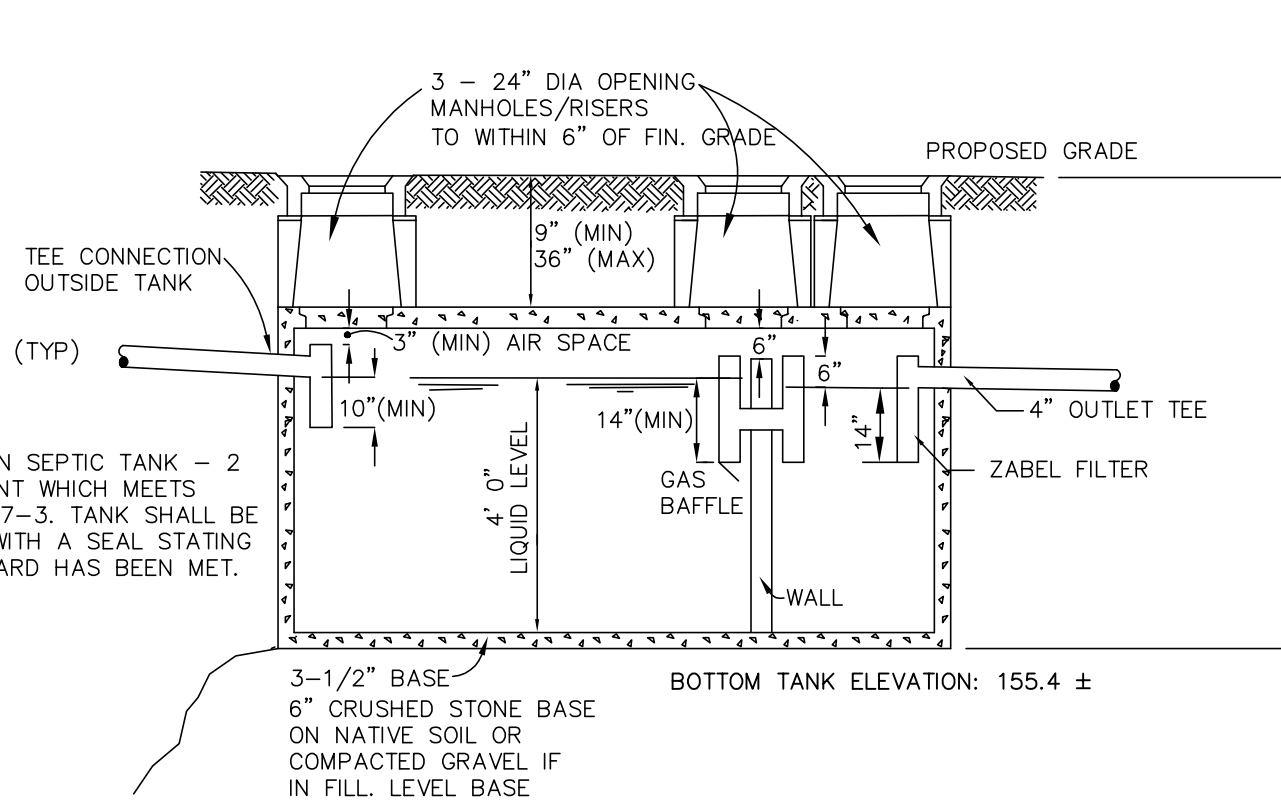 3 – 24” DIA OPENING
MANHOLES/RISERS
TO WITHIN 6” OF FIN. GRADE
PROPOSED GRADE
9” (MIN)
36” (MAX)
TEE CONNECTION
OUTSIDE TANK
(TYP)
3” (MIN) AIR SPACE
6”
6”
10”(MIN)
14”(MIN)
14”
4” OUTLET TEE
N SEPTIC TANK – 2
NT WHICH MEETS
7–3. TANK SHALL BE
WITH A SEAL STATING
ARD HAS BEEN MET.
4’ 0”
LIQUID LEVEL
GAS
BAFFLE
ZABEL FILTER
WALL
3–1/2” BASE
6” CRUSHED STONE BASE
ON NATIVE SOIL OR
COMPACTED GRAVEL IF
IN FILL. LEVEL BASE
BOTTOM TANK ELEVATION: 155.4 ±